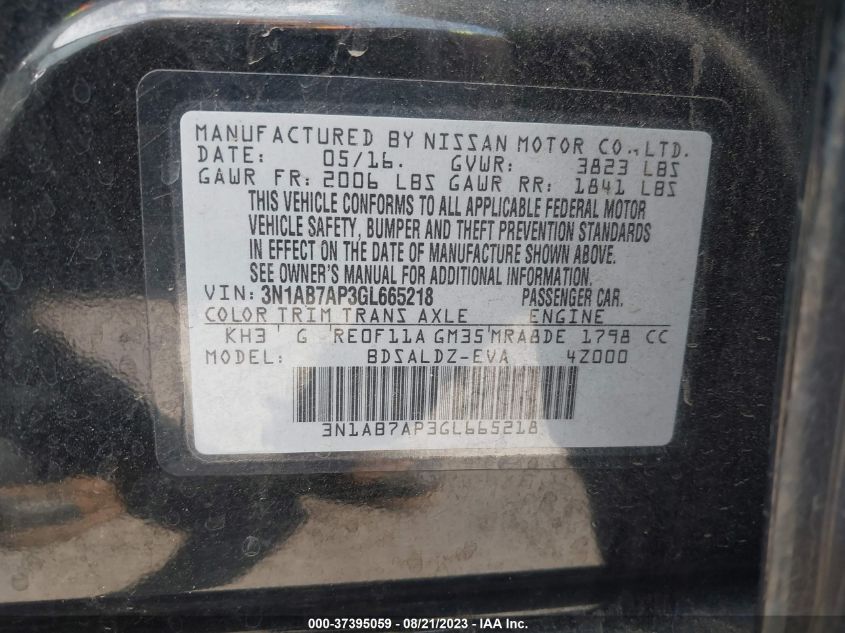 MANUFACTURED BY NISSAN MOTOR CO., LTD.
DATE: 05/16. GVWR: 3823 LBS
GAWR FR: 2006 LBS GAWR RR: 1841 LBS
THIS VEHICLE CONFORMS TO ALL APPLICABLE FEDERAL MOTOR
VEHICLE SAFETY, BUMPER AND THEFT PREVENTION STANDARDS
IN EFFECT ON THE DATE OF MANUFACTURE SHOWN ABOVE.
SEE OWNER'S MANUAL FOR ADDITIONAL INFORMATION.
VIN: 3N1AB7AP3GL665218 PASSENGER CAR.
COLOR TRIM TRANS AXLE ENGINE
KH3 G RE0F11A GM35 MRA8DE 1798 CC
MODEL: BDSALDZ-EVA 4Z000
3N1AB7AP3GL665218
000-37395059 - 08/21/2023 - © IAA Inc.